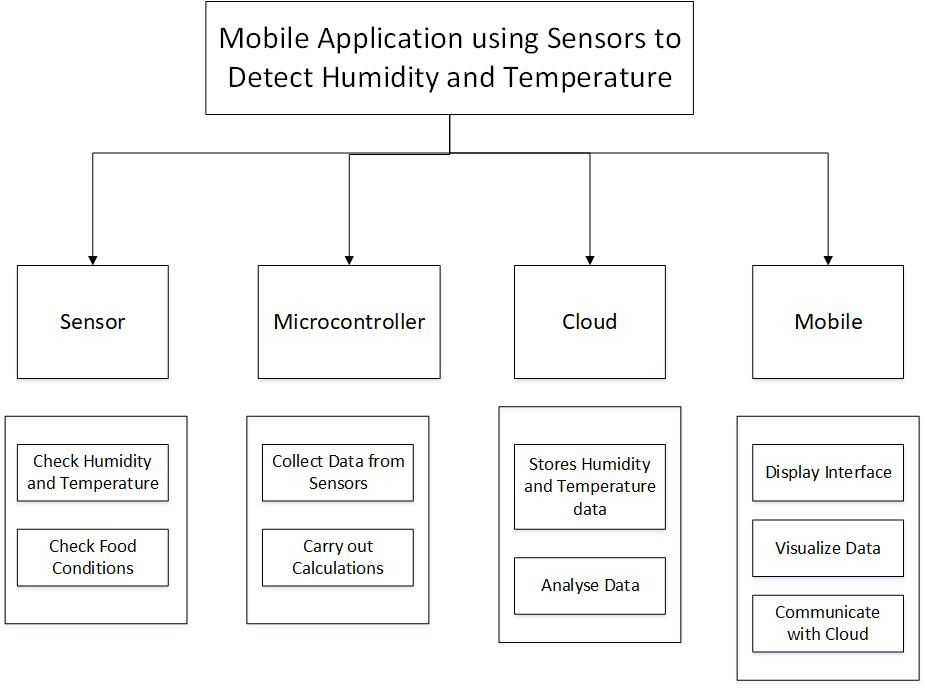 Mobile Application using Sensors to
Detect Humidity and Temperature
Sensor
Microcontroller
Cloud
Mobile
Check Humidity
and Temperature
Check Food
Conditions
Collect Data from
Sensors
Carry out
Calculations
Stores Humidity
and Temperature
data
Analyse Data
Display Interface
Visualize Data
Communicate
with Cloud